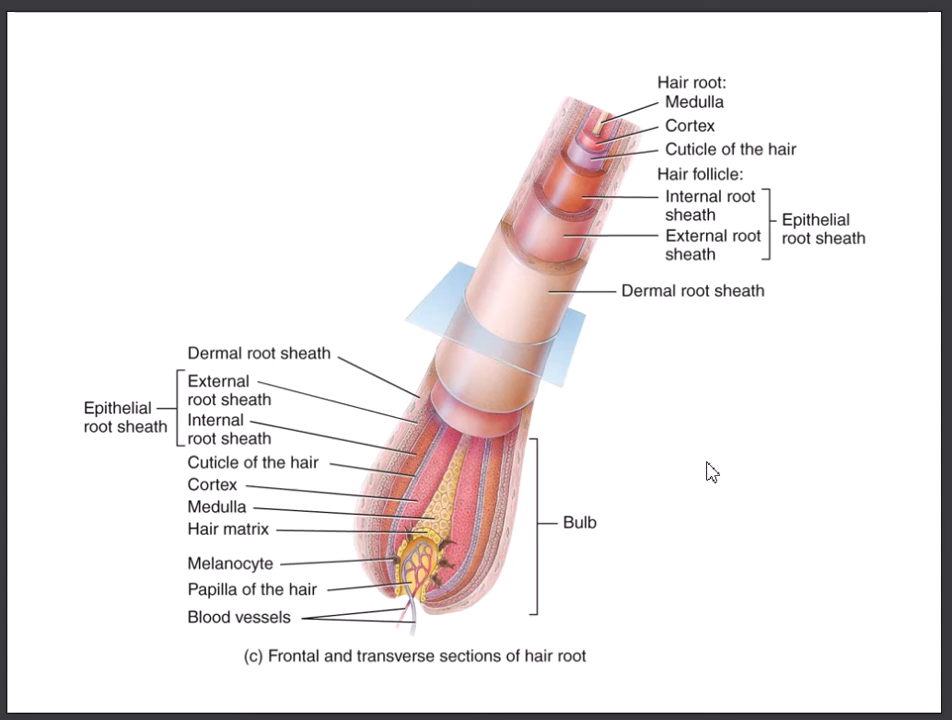 Hair root:
Medulla
Cortex
Cuticle of the hair
Hair follicle:
Internal root
sheath
External root
sheath
Epithelial
root sheath
Dermal root sheath
Dermal root sheath
External
root sheath
Internal
root sheath
Epithelial
root sheath
Cuticle of the hair
Cortex
Medulla
Hair matrix
Melanocyte
Papilla of the hair
Blood vessels
Bulb
(c) Frontal and transverse sections of hair root